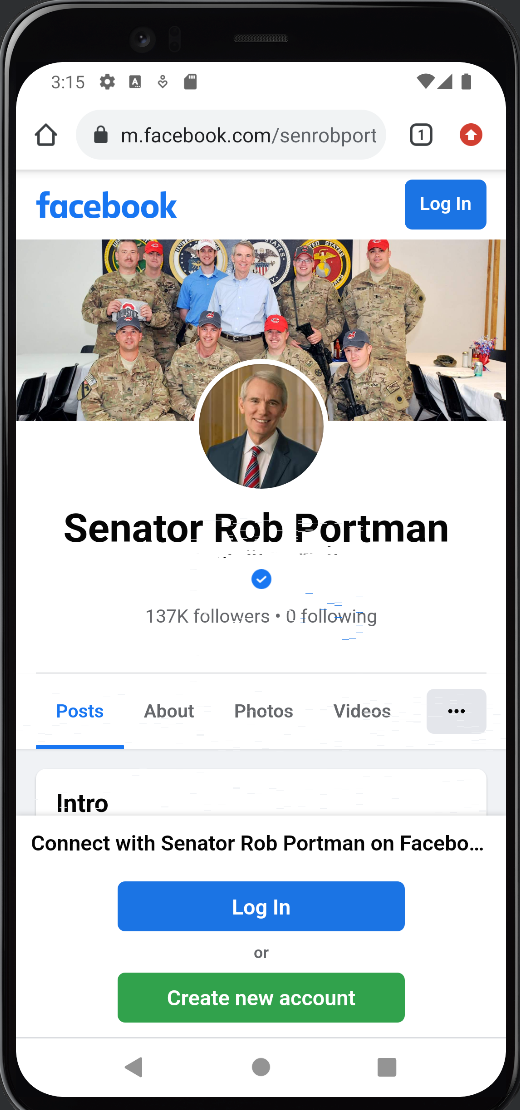 3:15
m.facebook.com/senrobport
1
facebook
Log In
Senator Rob Portman
137K followers • 0 following
Posts
About
Photos
Videos
...
Intro
Connect with Senator Rob Portman on Facebo...
Log In
or
Create new account